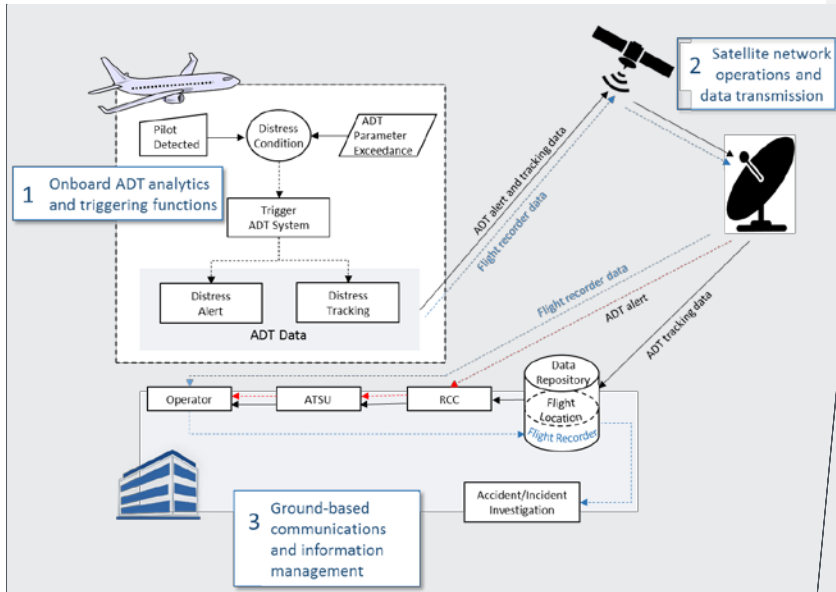 2 Satellite network
operations and
data transmission
Pilot
Detected
Distress
Condition
ADT
Parameter
Exceedance
1 Onboard ADT analytics
and triggering functions
Trigger
ADT System
Distress
Alert
Distress
Tracking
ADT Data
ADT alert and tracking data
Flight recorder data
Flight recorder data
ADT alert
ADT tracking data
Operator
ATSU
RCC
Data
Repository
Flight
Location
Flight Recorder
Accident/Incident
Investigation
3 Ground-based
communications
and information
management